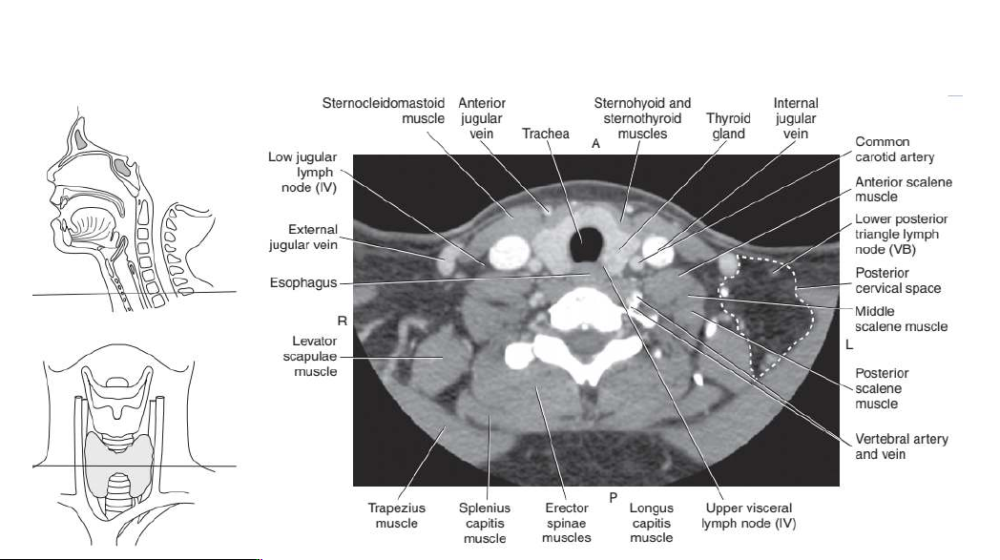 Sternocleidomastoid
muscle
Anterior
jugular
vein
Trachea
A
Sternohyoid and
sternothyroid
muscles
Thyroid
gland
Internal
jugular
vein
Low jugular
lymph
node (IV)
External
jugular vein
Esophagus
R
Levator
scapulae
muscle
Common
carotid artery
Anterior scalene
muscle
Lower posterior
triangle lymph
node (VB)
Posterior
cervical space
Middle
scalene muscle
L
Posterior
scalene
muscle
Vertebral artery
and vein
Trapezius
muscle
Splenius
capitis
muscle
Erector
spinae
muscles
P
Longus
capitis
muscle
Upper visceral
lymph node (IV)